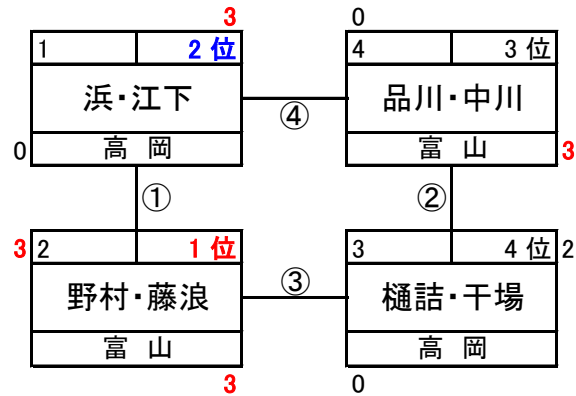 3 0
1 2位 4 3位
浜・江下 品川・中川
④
0 高岡 富山 3
① ②
3 2 1位 3 4位 2
野村・藤浪 樋詰・干場
③
富山 高岡
3 0